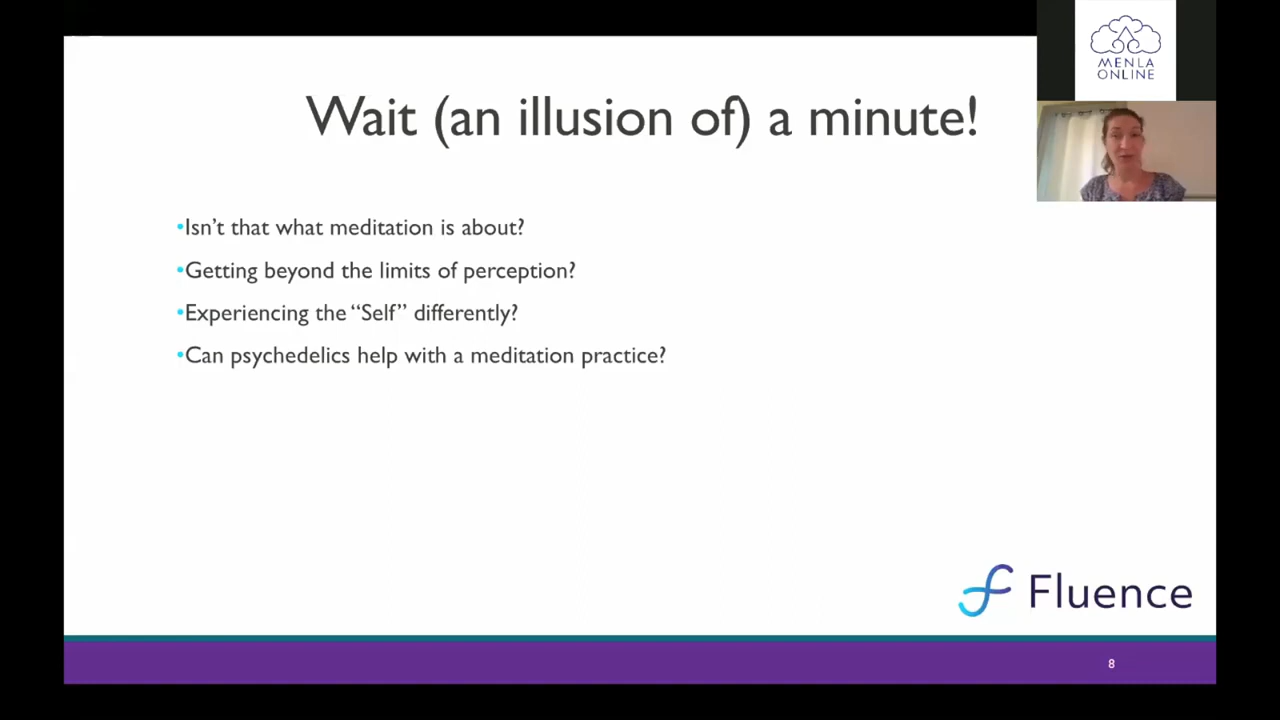 Wait (an illusion of) a minute!
MENLA
ONLINE
•Isn't that what meditation is about?
•Getting beyond the limits of perception?
•Experiencing the “Self” differently?
•Can psychedelics help with a meditation practice?
Fluence
8